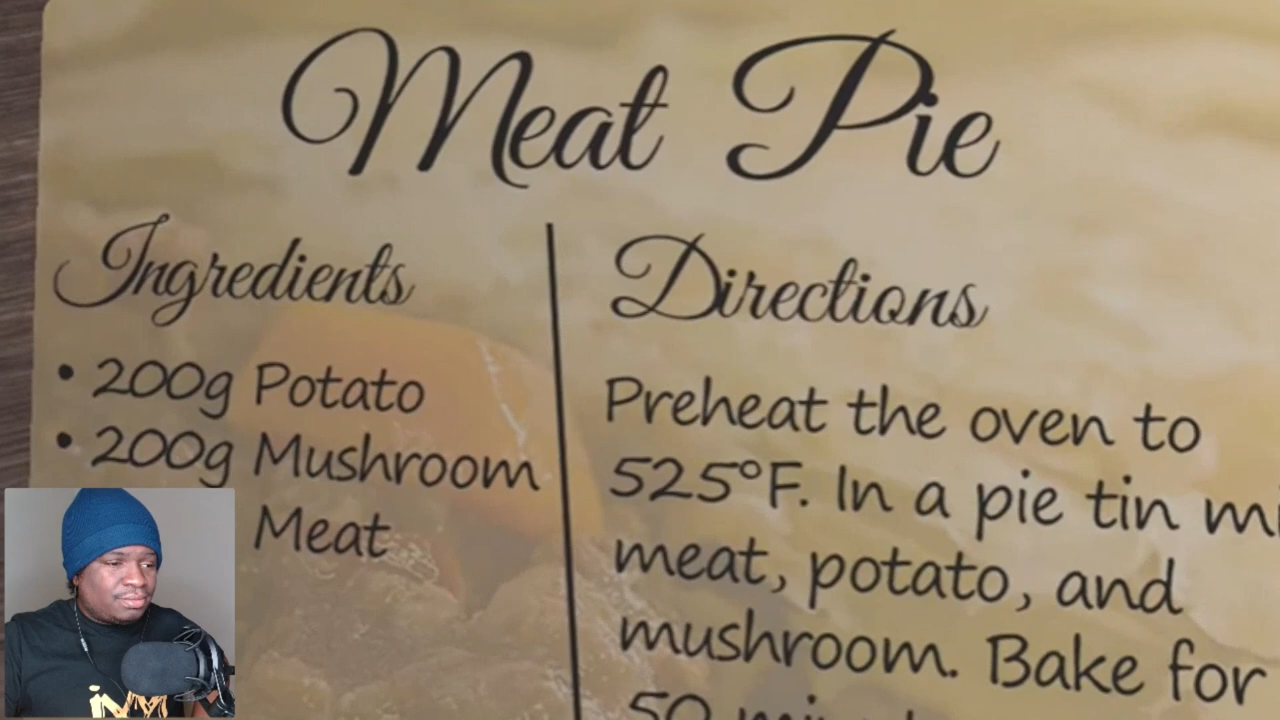 Meat Pie
Ingredients
• 200g Potato
• 200g Mushroom
Meat
Directions
Preheat the oven to
525°F. In a pie tin
meat, potato, and
mushroom. Bake for
50